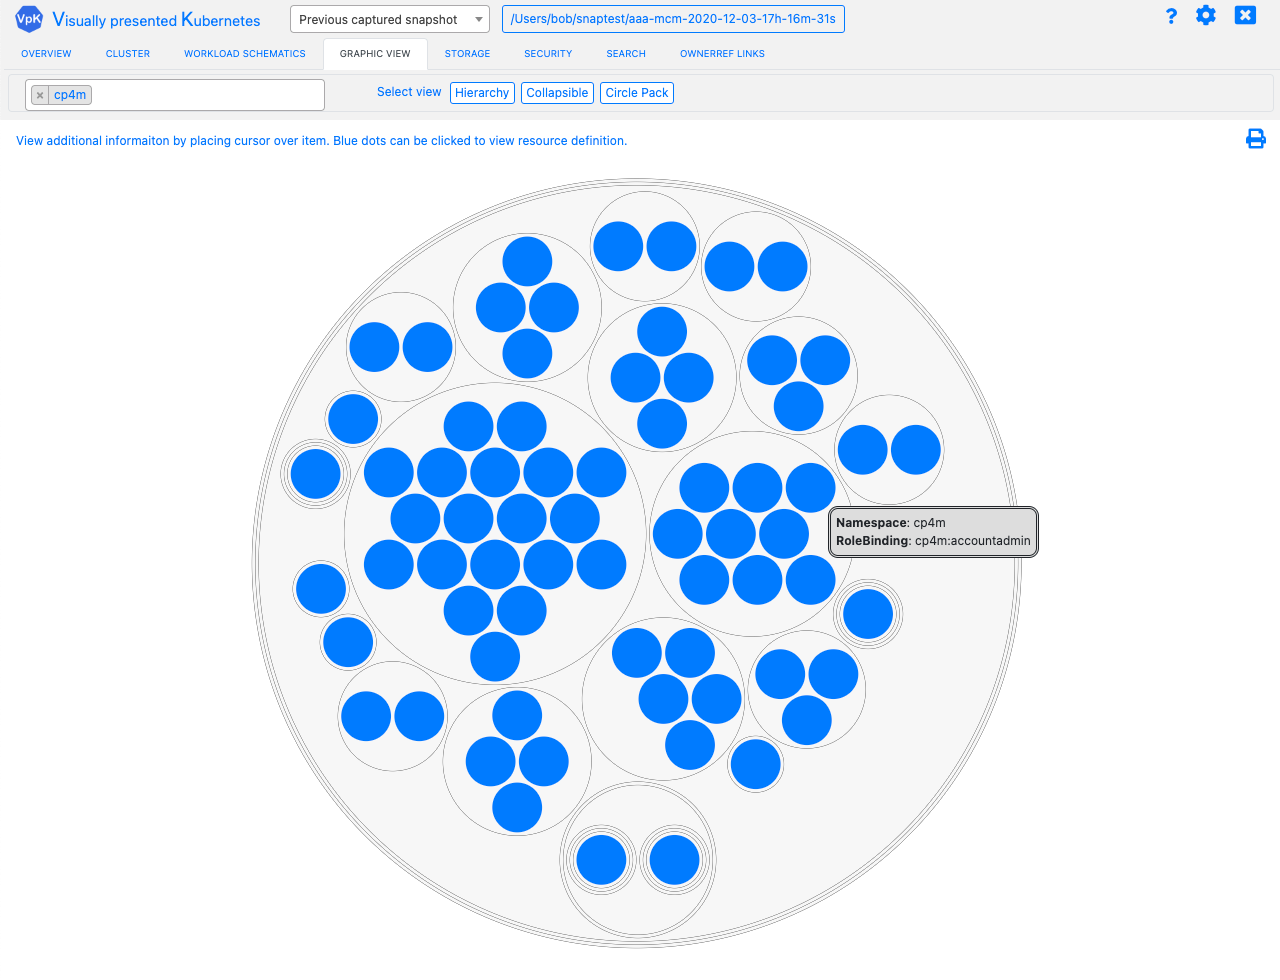 VpK Visually presented Kubernetes
Previous captured snapshot
/Users/bob/snaptest/aaa-mcm-2020-12-03-17h-16m-31s
?
OVERVIEW CLUSTER WORKLOAD SCHEMATICS GRAPHIC VIEW STORAGE SECURITY SEARCH OWNERREF LINKS
× cp4m
Select view Hierarchy Collapsible Circle Pack
View additional informaiton by placing cursor over item. Blue dots can be clicked to view resource definition.
Namespace: cp4m
RoleBinding: cp4m:accountadmin